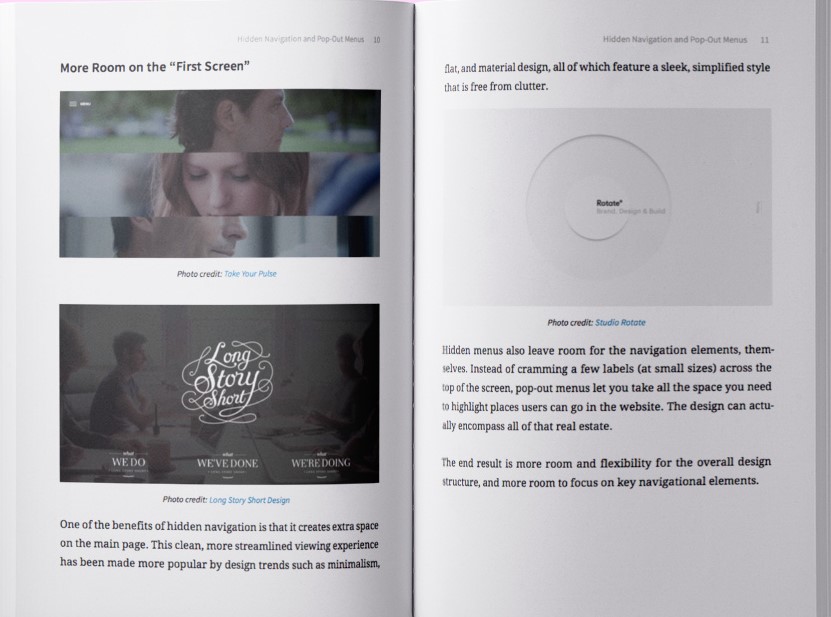 Hidden Navigation and Pop-Out Menus 10
More Room on the “First Screen”
MENU
Photo credit: Take Your Pulse
Long
Story
Short
what
WE DO
what
WE'VE DONE
what
WE'RE DOING
Photo credit: Long Story Short Design
One of the benefits of hidden navigation is that it creates extra space
on the main page. This clean, more streamlined viewing experience
has been made more popular by design trends such as minimalism,
Hidden Navigation and Pop-Out Menus 11
flat, and material design, all of which feature a sleek, simplified style
that is free from clutter.
Rotate°
Brand, Design & Build
Photo credit: Studio Rotate
Hidden menus also leave room for the navigation elements, them-
selves. Instead of cramming a few labels (at small sizes) across the
top of the screen, pop-out menus let you take all the space you need
to highlight places users can go in the website. The design can actu-
ally encompass all of that real estate.
The end result is more room and flexibility for the overall design
structure, and more room to focus on key navigational elements.